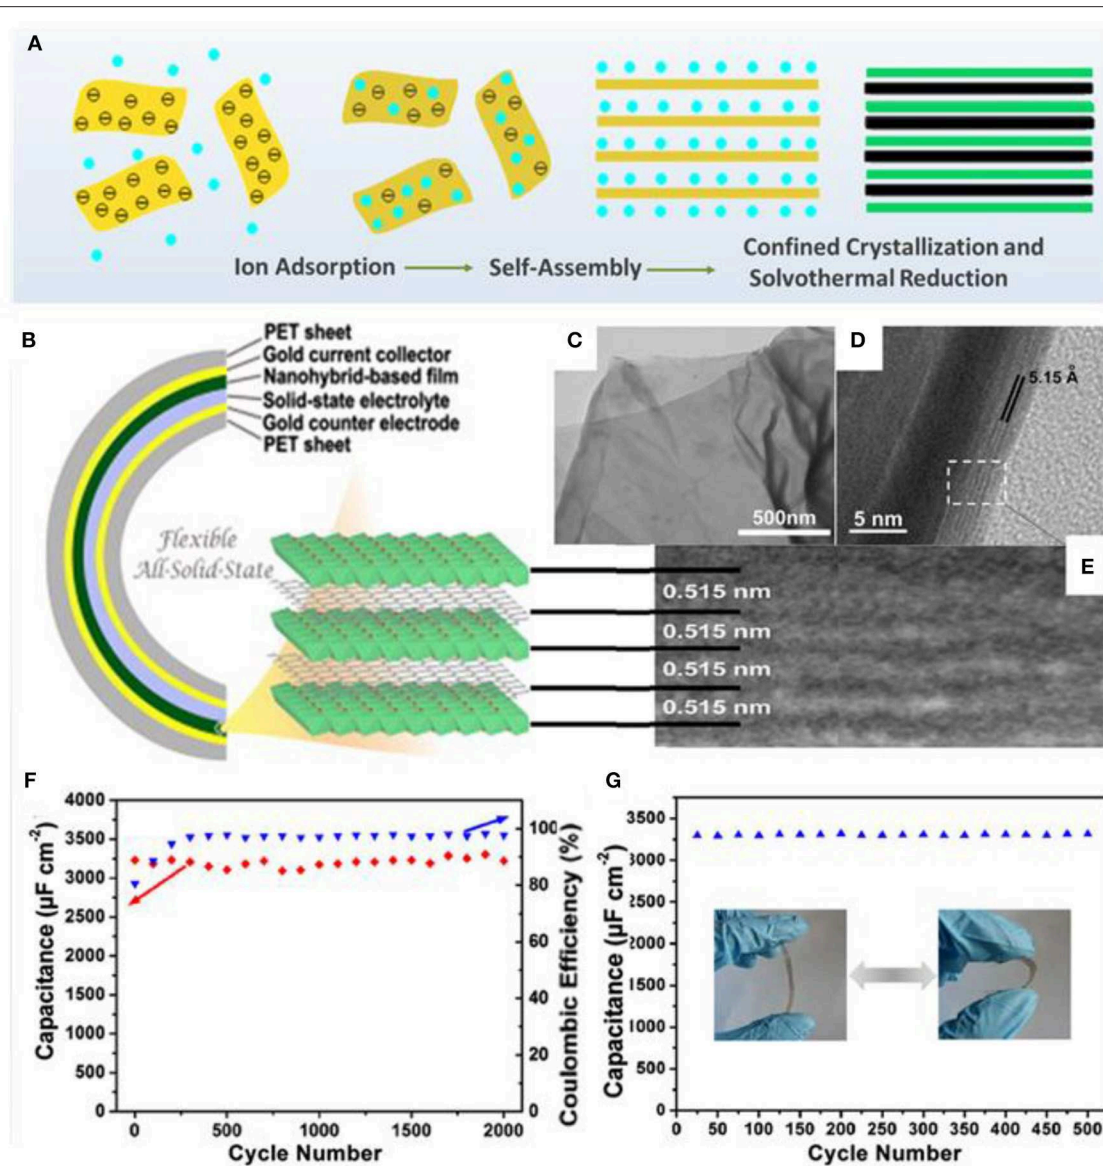 A
Ion Adsorption
Self-Assembly
Confined Crystallization and
Solvothermal Reduction
B
PET sheet
Gold current collector
Nanohybrid-based film
Solid-state electrolyte
Gold counter electrode
PET sheet
Flexible
All-Solid-State
C
500nm
D
5.15 Å
5 nm
E
0.515 nm
0.515 nm
0.515 nm
0.515 nm
F
4000
3500
3000
2500
2000
1500
1000
500
0
Capacitance (µF cm-2)
100
80
60
40
20
0
Coulombic Efficiency (%)
0 500 1000 1500 2000
Cycle Number
G
3500
3000
2500
2000
1500
1000
500
0
Capacitance (µF cm-2)
0 50 100 150 200 250 300 350 400 450 500
Cycle Number